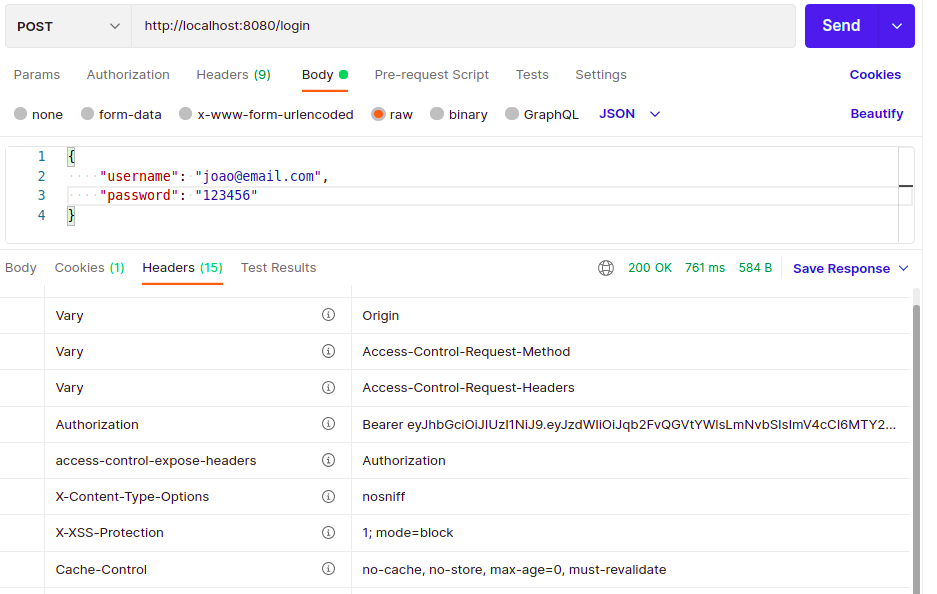 POST http://localhost:8080/login Send
Params Authorization Headers (9) Body Pre-request Script Tests Settings Cookies
none form-data x-www-form-urlencoded raw binary GraphQL JSON Beautify
1 {
2 ····"username":·"joao@email.com",
3 ····"password":·"123456"
4 }
Body Cookies (1) Headers (15) Test Results 200 OK 761 ms 584 B Save Response
Vary Origin
Vary Access-Control-Request-Method
Vary Access-Control-Request-Headers
Authorization Bearer eyJhbGciOiJIUzI1NiJ9.eyJzdWIiOiJqb2FvQGVtYWlsLmNvbSIsImV4cCI6MTY2...
access-control-expose-headers Authorization
X-Content-Type-Options nosniff
X-XSS-Protection 1; mode=block
Cache-Control no-cache, no-store, max-age=0, must-revalidate